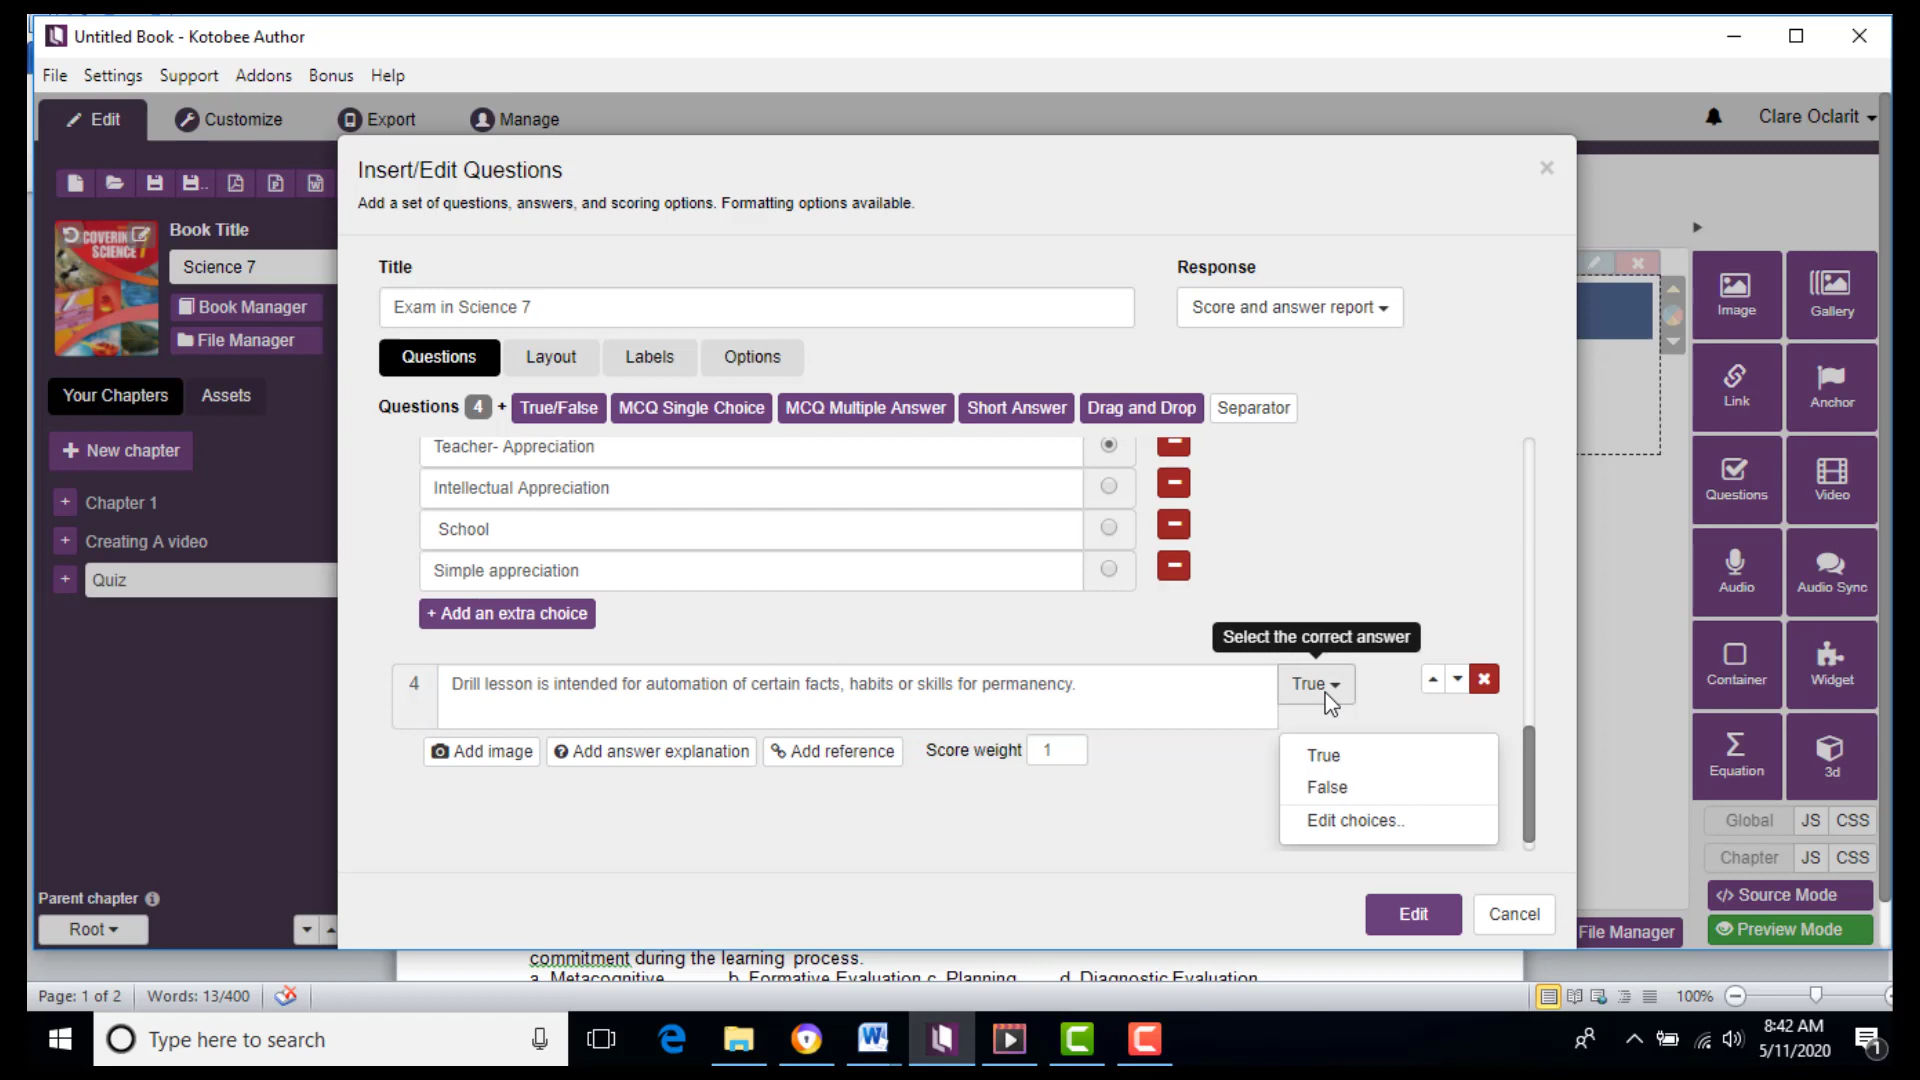 Untitled Book - Kotobee Author
File Settings Support Addons Bonus Help
Edit Customize Export Manage Clare Oclarit
Insert/Edit Questions
Add a set of questions, answers, and scoring options. Formatting options available.
COVERIN
SCIENCE
Book Title
Science 7
Book Manager
File Manager
Your Chapters Assets
+ New chapter
+ Chapter 1
+ Creating A video
+ Quiz
Parent chapter
Root
Title Response
Exam in Science 7 Score and answer report
Questions Layout Labels Options
Questions 4 + True/False MCQ Single Choice MCQ Multiple Answer Short Answer Drag and Drop Separator
Teacher- Appreciation
Intellectual Appreciation
School
Simple appreciation
+ Add an extra choice
Select the correct answer
4 Drill lesson is intended for automation of certain facts, habits or skills for permanency. True
Add image Add answer explanation Add reference Score weight 1
True
False
Edit choices..
Edit Cancel
Image Gallery
Link Anchor
Questions Video
Audio Audio Sync
Container Widget
Equation 3d
Global JS CSS
Chapter JS CSS
</> Source Mode
File Manager Preview Mode
commitment during the learning process.
a. Metacognitive b. Formative Evaluation c. Planning d. Diagnostic Evaluation
Page: 1 of 2 Words: 13/400 100%
Type here to search
8:42 AM
5/11/2020
1